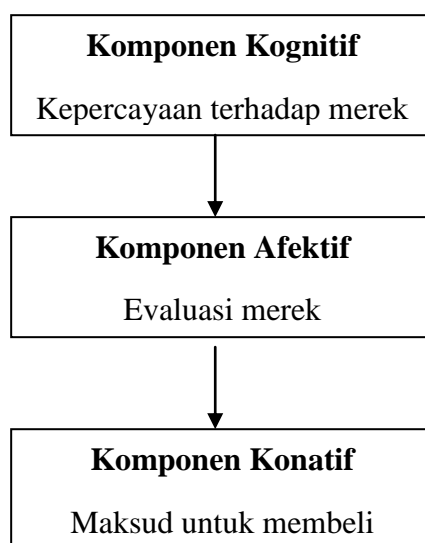 Komponen Kognitif
Kepercayaan terhadap merek
Komponen Afektif
Evaluasi merek
Komponen Konatif
Maksud untuk membeli